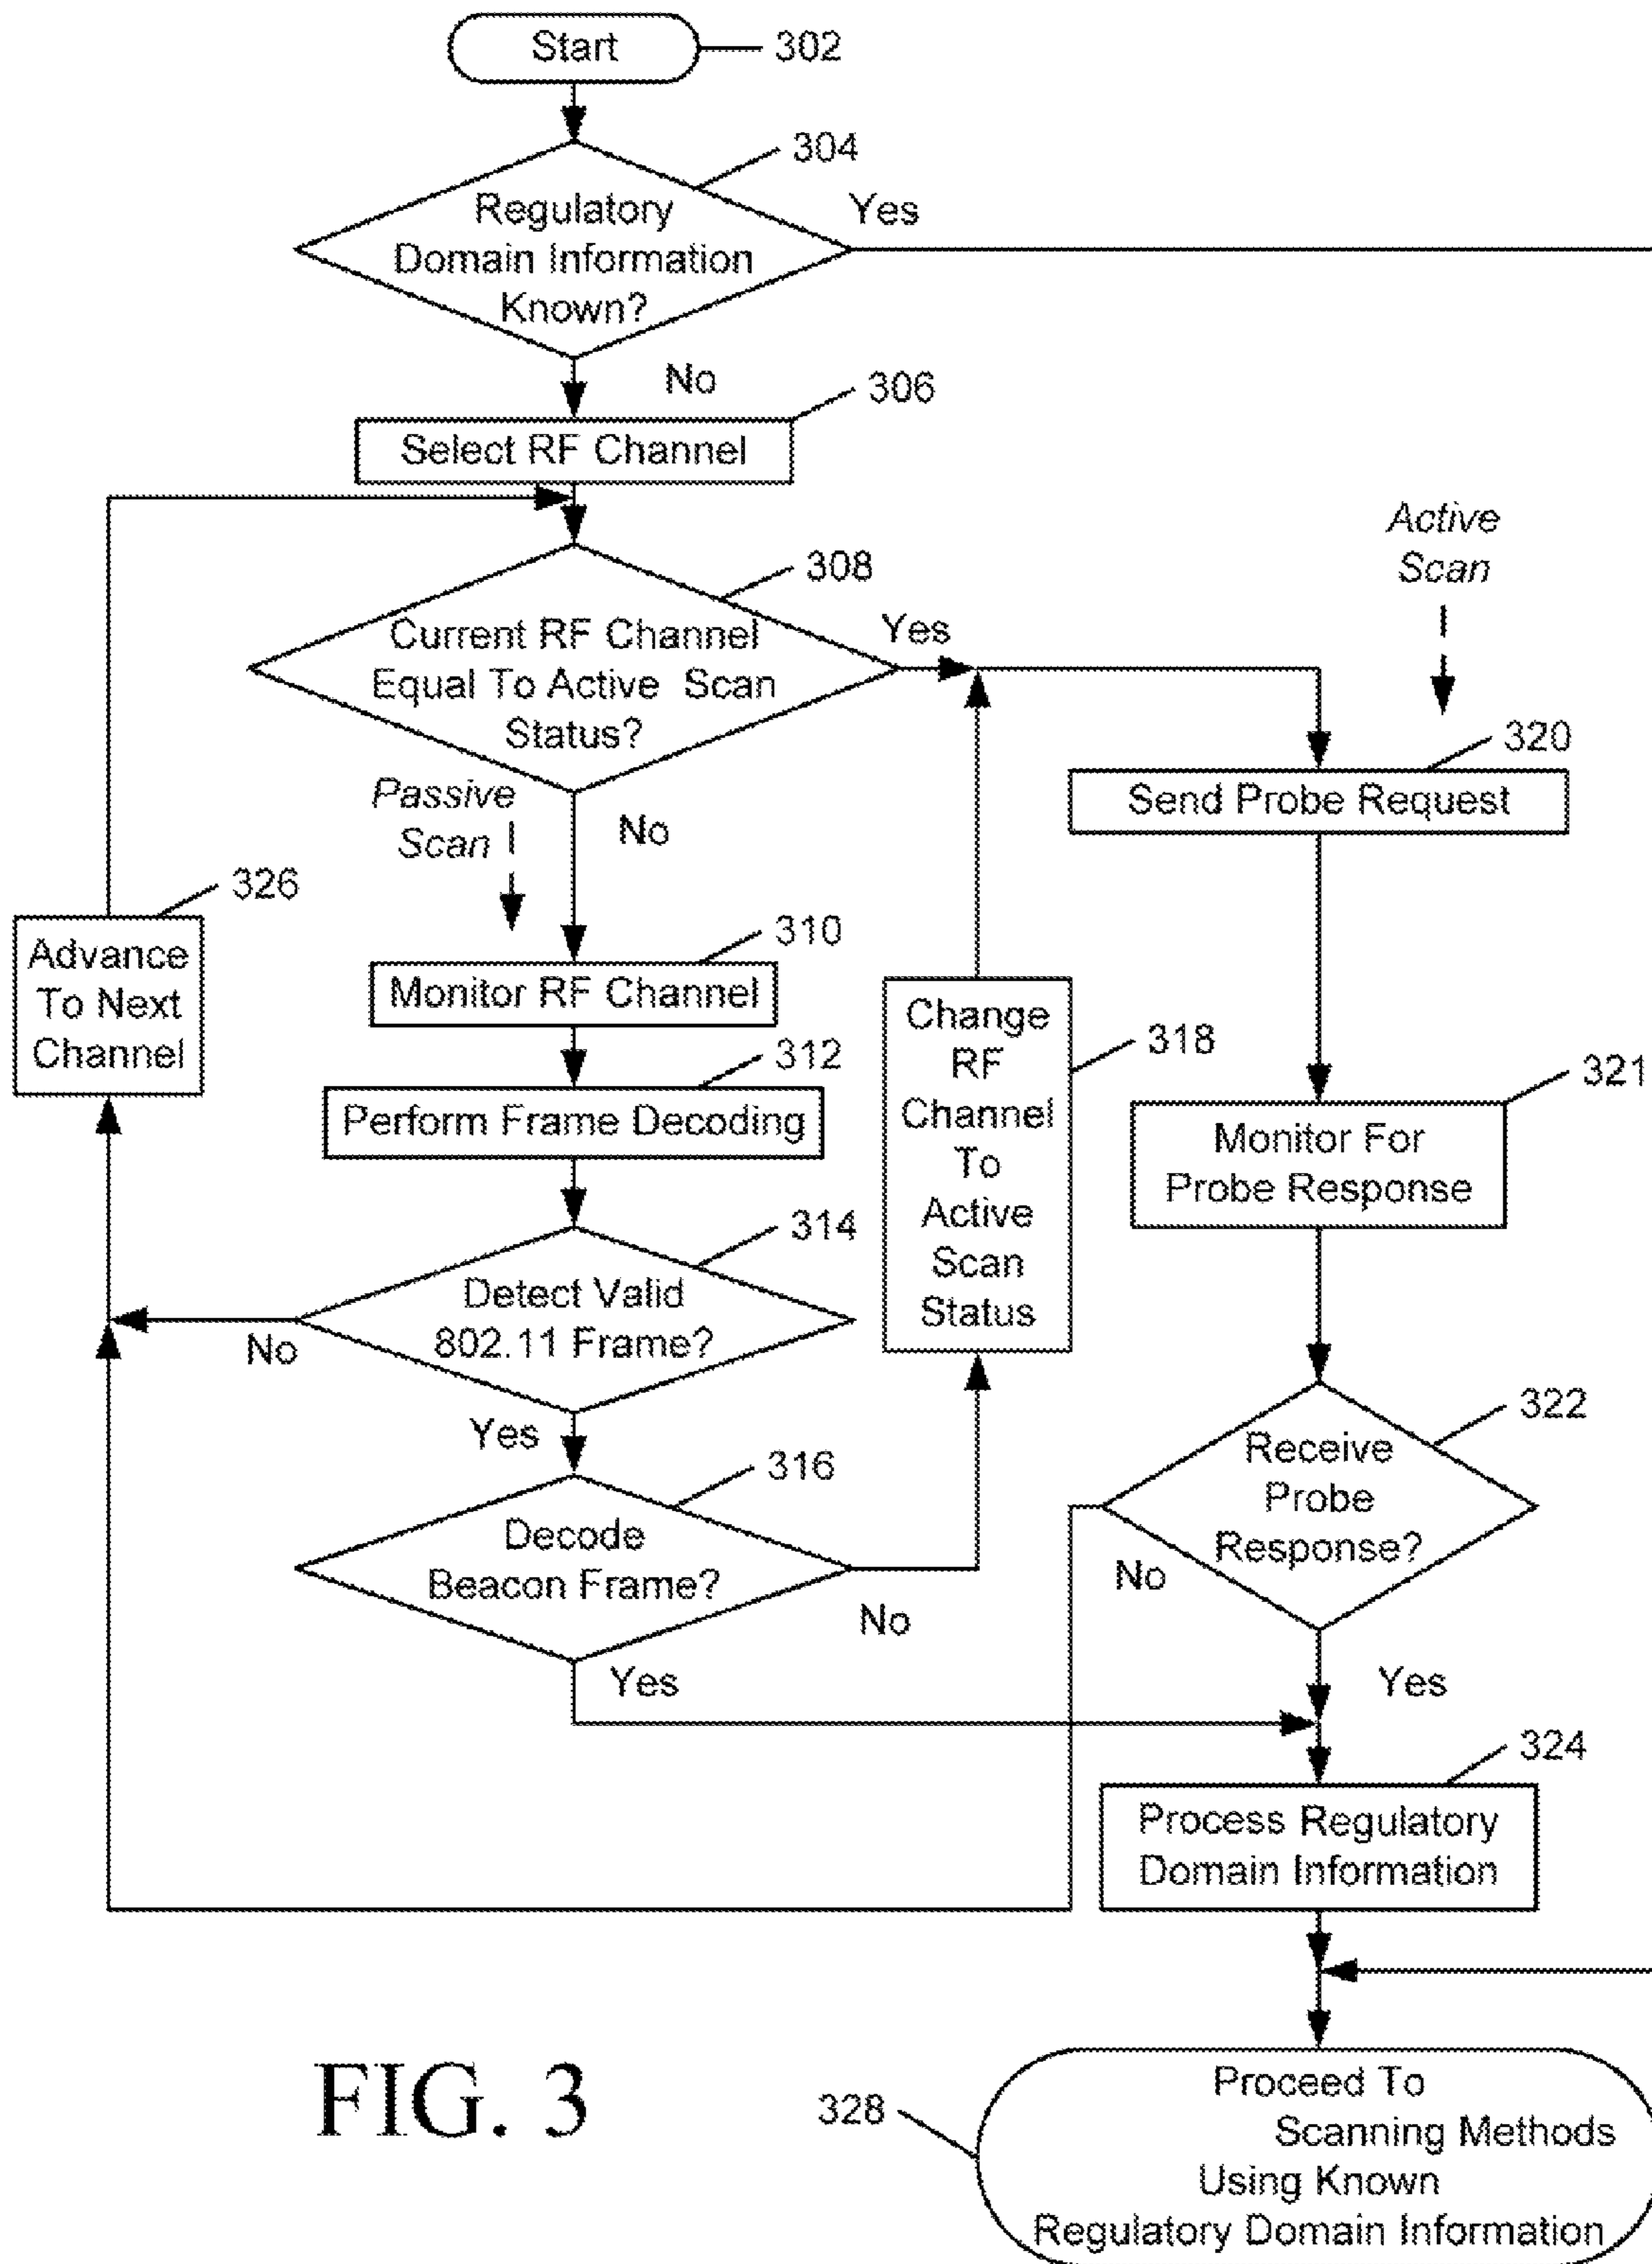 Start
302
304
Regulatory
Domain Information
Known?
Yes
No
306
Select RF Channel
Active
Scan
308
Current RF Channel
Equal To Active Scan
Status?
Yes
320
Send Probe Request
Passive
Scan
No
326
Advance
To Next
Channel
310
Monitor RF Channel
312
Perform Frame Decoding
Change
RF
Channel
To
Active
Scan
Status
318
321
Monitor For
Probe Response
314
Detect Valid
802.11 Frame?
No
Yes
316
Decode
Beacon Frame?
No
Yes
322
Receive
Probe
Response?
No
Yes
324
Process Regulatory
Domain Information
FIG. 3
328
Proceed To
Scanning Methods
Using Known
Regulatory Domain Information